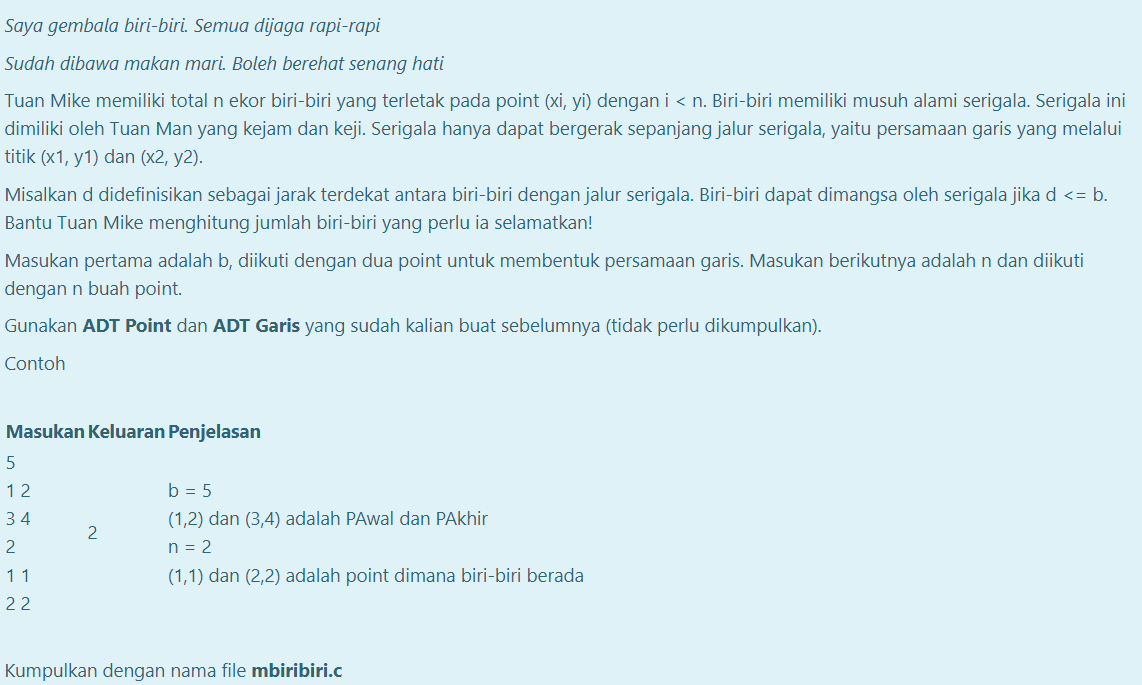 Saya gembala biri-biri. Semua dijaga rapi-rapi
Sudah dibawa makan mari. Boleh berehat senang hati
Tuan Mike memiliki total n ekor biri-biri yang terletak pada point (xi, yi) dengan i < n. Biri-biri memiliki musuh alami serigala. Serigala ini
dimiliki oleh Tuan Man yang kejam dan keji. Serigala hanya dapat bergerak sepanjang jalur serigala, yaitu persamaan garis yang melalui
titik (x1, y1) dan (x2, y2).
Misalkan d didefinisikan sebagai jarak terdekat antara biri-biri dengan jalur serigala. Biri-biri dapat dimangsa oleh serigala jika d <= b.
Bantu Tuan Mike menghitung jumlah biri-biri yang perlu ia selamatkan!
Masukan pertama adalah b, diikuti dengan dua point untuk membentuk persamaan garis. Masukan berikutnya adalah n dan diikuti
dengan n buah point.
Gunakan ADT Point dan ADT Garis yang sudah kalian buat sebelumnya (tidak perlu dikumpulkan).
Contoh
Masukan Keluaran Penjelasan
5
1 2
3 4
2
1 1
2 2
2
b = 5
(1,2) dan (3,4) adalah PAwal dan PAkhir
n = 2
(1,1) dan (2,2) adalah point dimana biri-biri berada
Kumpulkan dengan nama file mbiribiri.c